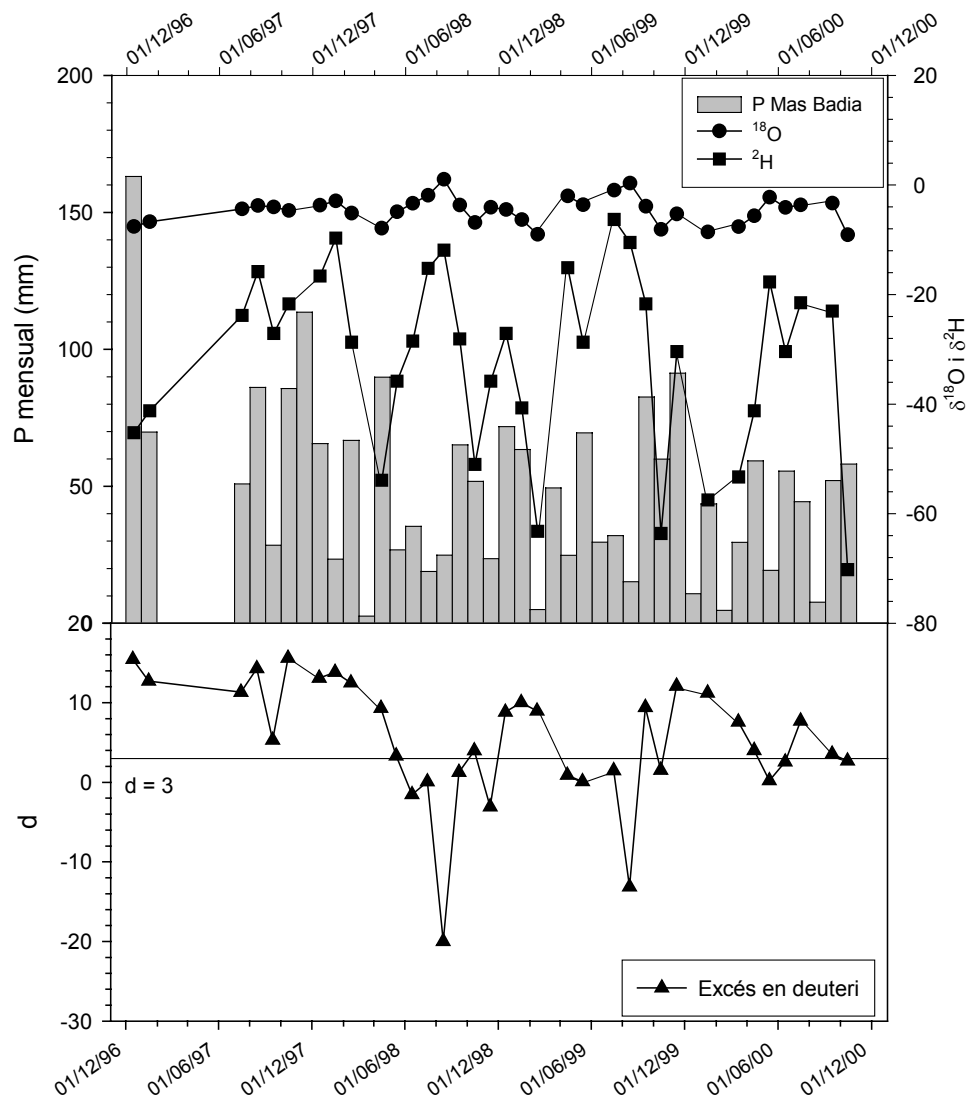 01/12/96 01/06/97 01/12/97 01/06/98 01/12/98 01/06/99 01/12/99 01/06/00 01/12/00
200 20
P Mas Badia
18O
2H
0
150
P mensual (mm)
-20
100
δ18O i δ2H
-40
50
-60
0 -80
20
10
d = 3
0
d
-10
-20
Excés en deuteri
-30
01/12/96 01/06/97 01/12/97 01/06/98 01/12/98 01/06/99 01/12/99 01/06/00 01/12/00